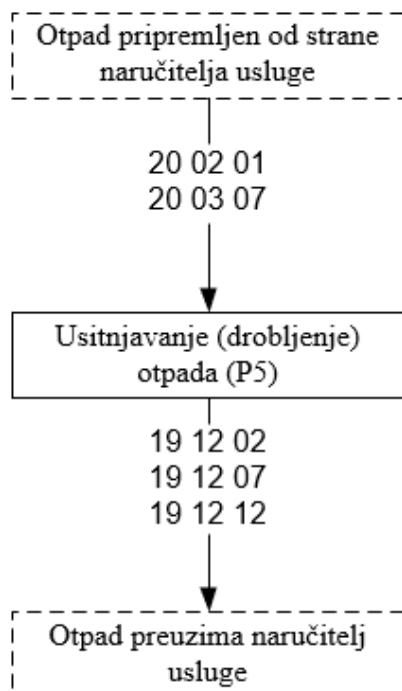 Otpad pripremljen od strane
naručitelja usluge
20 02 01
20 03 07
Usitnjavanje (drobljenje)
otpada (P5)
19 12 02
19 12 07
19 12 12
Otpad preuzima naručitelj
usluge